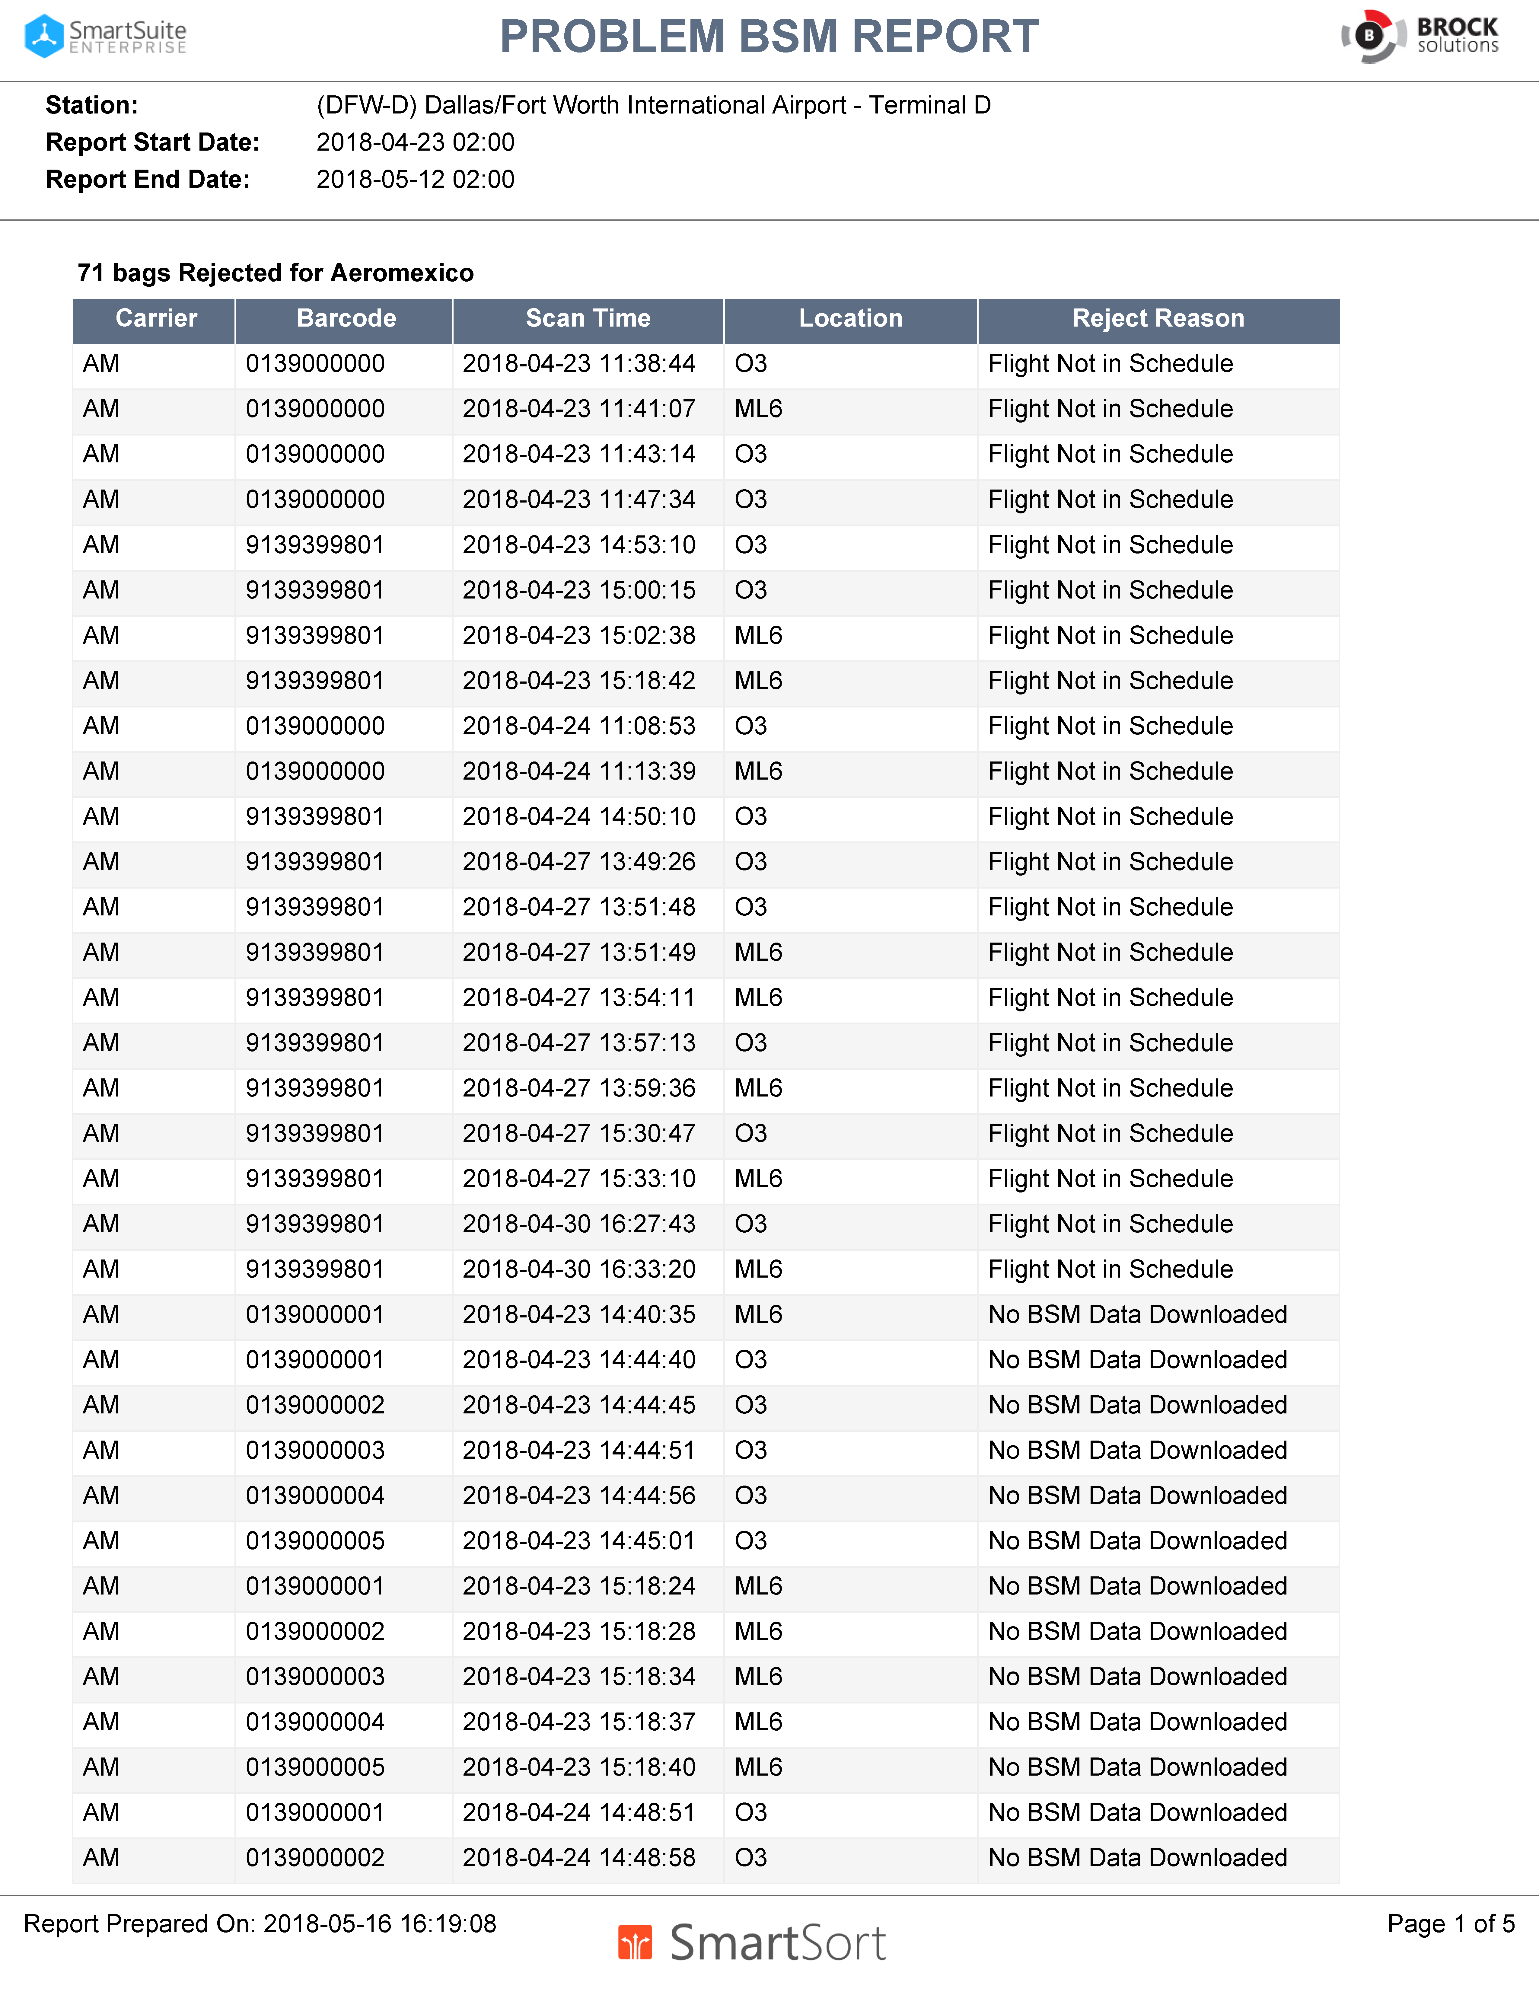 SmartSuite
ENTERPRISE
PROBLEM BSM REPORT
B
BROCK
solutions
Station: (DFW-D) Dallas/Fort Worth International Airport - Terminal D
Report Start Date: 2018-04-23 02:00
Report End Date: 2018-05-12 02:00
71 bags Rejected for Aeromexico
Carrier Barcode Scan Time Location Reject Reason
AM 0139000000 2018-04-23 11:38:44 O3 Flight Not in Schedule
AM 0139000000 2018-04-23 11:41:07 ML6 Flight Not in Schedule
AM 0139000000 2018-04-23 11:43:14 O3 Flight Not in Schedule
AM 0139000000 2018-04-23 11:47:34 O3 Flight Not in Schedule
AM 9139399801 2018-04-23 14:53:10 O3 Flight Not in Schedule
AM 9139399801 2018-04-23 15:00:15 O3 Flight Not in Schedule
AM 9139399801 2018-04-23 15:02:38 ML6 Flight Not in Schedule
AM 9139399801 2018-04-23 15:18:42 ML6 Flight Not in Schedule
AM 0139000000 2018-04-24 11:08:53 O3 Flight Not in Schedule
AM 0139000000 2018-04-24 11:13:39 ML6 Flight Not in Schedule
AM 9139399801 2018-04-24 14:50:10 O3 Flight Not in Schedule
AM 9139399801 2018-04-27 13:49:26 O3 Flight Not in Schedule
AM 9139399801 2018-04-27 13:51:48 O3 Flight Not in Schedule
AM 9139399801 2018-04-27 13:51:49 ML6 Flight Not in Schedule
AM 9139399801 2018-04-27 13:54:11 ML6 Flight Not in Schedule
AM 9139399801 2018-04-27 13:57:13 O3 Flight Not in Schedule
AM 9139399801 2018-04-27 13:59:36 ML6 Flight Not in Schedule
AM 9139399801 2018-04-27 15:30:47 O3 Flight Not in Schedule
AM 9139399801 2018-04-27 15:33:10 ML6 Flight Not in Schedule
AM 9139399801 2018-04-30 16:27:43 O3 Flight Not in Schedule
AM 9139399801 2018-04-30 16:33:20 ML6 Flight Not in Schedule
AM 0139000001 2018-04-23 14:40:35 ML6 No BSM Data Downloaded
AM 0139000001 2018-04-23 14:44:40 O3 No BSM Data Downloaded
AM 0139000002 2018-04-23 14:44:45 O3 No BSM Data Downloaded
AM 0139000003 2018-04-23 14:44:51 O3 No BSM Data Downloaded
AM 0139000004 2018-04-23 14:44:56 O3 No BSM Data Downloaded
AM 0139000005 2018-04-23 14:45:01 O3 No BSM Data Downloaded
AM 0139000001 2018-04-23 15:18:24 ML6 No BSM Data Downloaded
AM 0139000002 2018-04-23 15:18:28 ML6 No BSM Data Downloaded
AM 0139000003 2018-04-23 15:18:34 ML6 No BSM Data Downloaded
AM 0139000004 2018-04-23 15:18:37 ML6 No BSM Data Downloaded
AM 0139000005 2018-04-23 15:18:40 ML6 No BSM Data Downloaded
AM 0139000001 2018-04-24 14:48:51 O3 No BSM Data Downloaded
AM 0139000002 2018-04-24 14:48:58 O3 No BSM Data Downloaded
Report Prepared On: 2018-05-16 16:19:08
SmartSort
Page 1 of 5